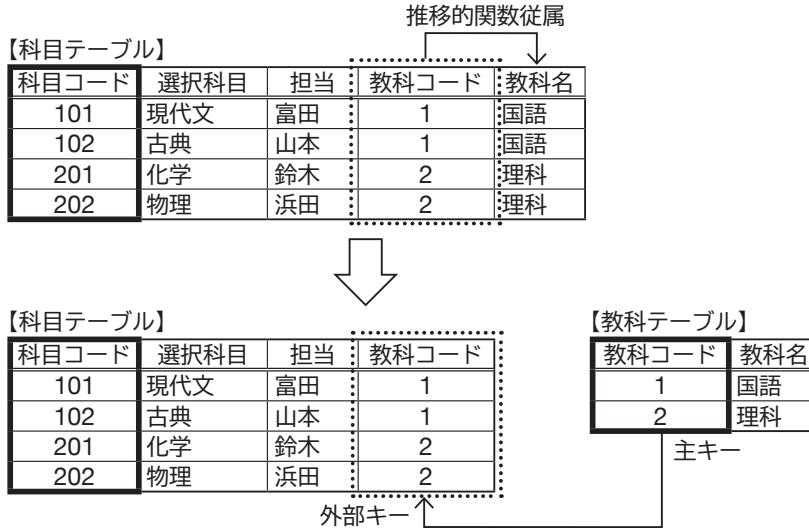 推移的関数従属
【科目テーブル】
科目コード 選択科目 担当 教科コード 教科名
101 現代文 富田 1 国語
102 古典 山本 1 国語
201 化学 鈴木 2 理科
202 物理 浜田 2 理科
【科目テーブル】
科目コード 選択科目 担当 教科コード
101 現代文 富田 1
102 古典 山本 1
201 化学 鈴木 2
202 物理 浜田 2
【教科テーブル】
教科コード 教科名
1 国語
2 理科
主キー
外部キー